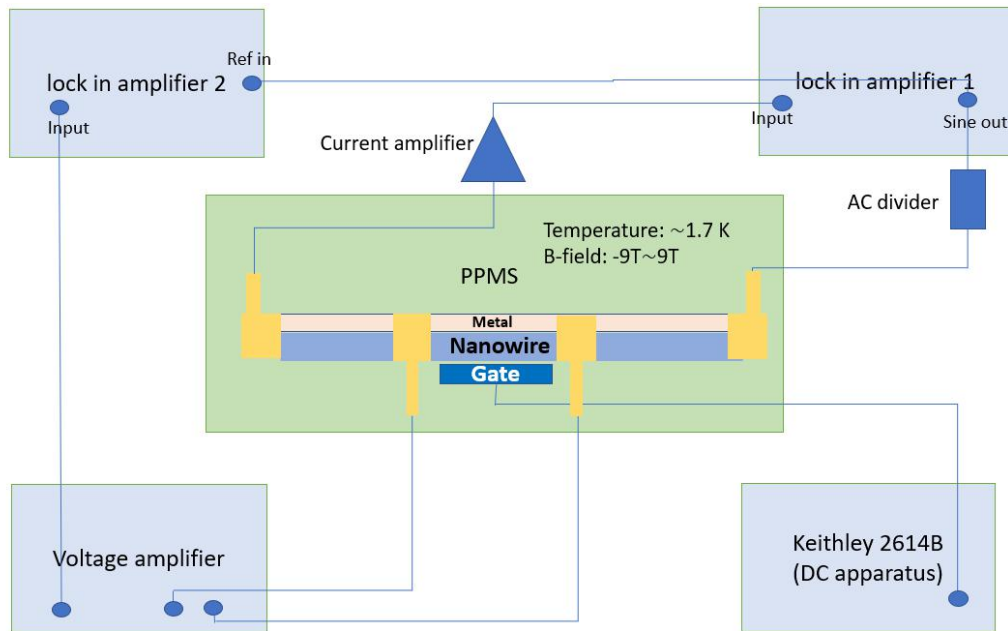 Ref in
lock in amplifier 2
Input
lock in amplifier 1
Input
Sine out
Current amplifier
AC divider
Temperature: ~1.7 K
B-field: -9T~9T
PPMS
Metal
Nanowire
Gate
Voltage amplifier
Keithley 2614B
(DC apparatus)